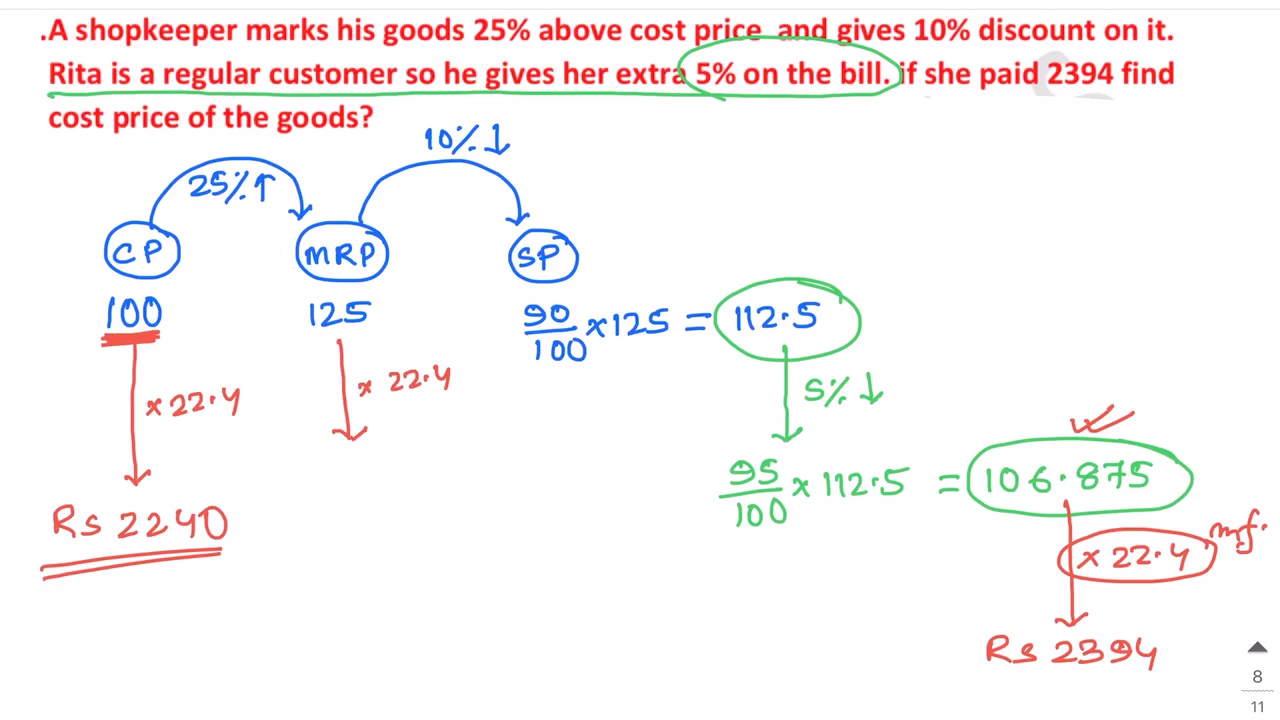 .A shopkeeper marks his goods 25% above cost price and gives 10% discount on it.
Rita is a regular customer so he gives her extra 5% on the bill. if she paid 2394 find
cost price of the goods?
10% ↓
25% ↑
CP MRP SP
100 125 90/100 x 125 = 112.5
x 22.4 x 22.4 5% ↓
95/100 x 112.5 = 106.875
Rs 2240
x 22.4 mf.
Rs 2394
8
11